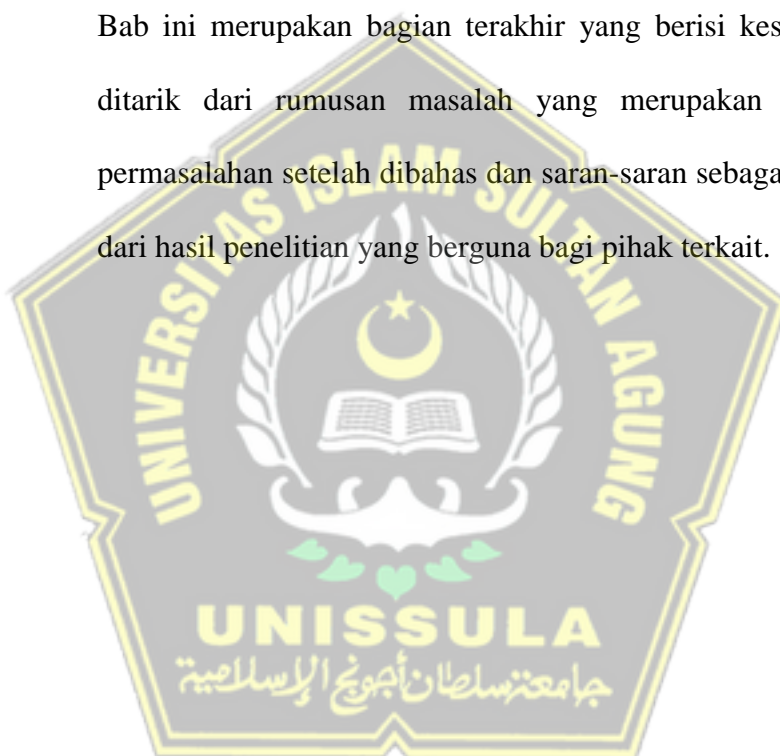 Bab ini merupakan bagian terakhir yang berisi kes
ditarik dari rumusan masalah yang merupakan
permasalahan setelah dibahas dan saran-saran sebaga
dari hasil penelitian yang berguna bagi pihak terkait.
UNIVERSITAS ISLAM SULTAN AGUNG
UNISSULA
جامعة سلطان أجونج الإسلامية